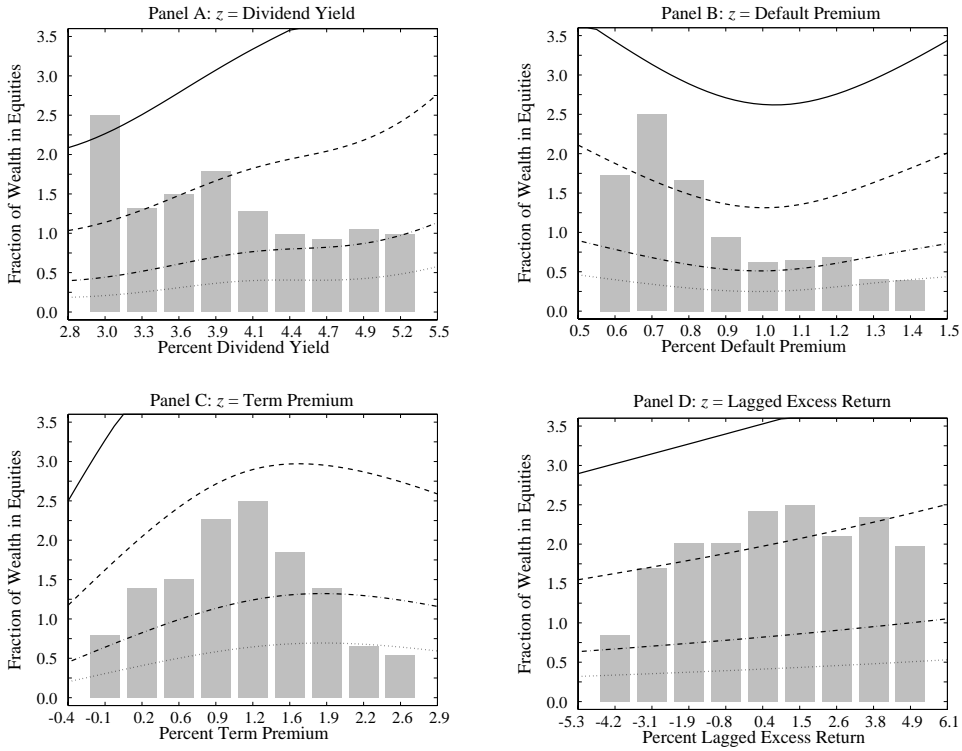 Panel A: z = Dividend Yield
Fraction of Wealth in Equities
3.5
3.0
2.5
2.0
1.5
1.0
0.5
0.0
2.8 3.0 3.3 3.6 3.9 4.1 4.4 4.7 4.9 5.2 5.5
Percent Dividend Yield
Panel B: z = Default Premium
Fraction of Wealth in Equities
3.5
3.0
2.5
2.0
1.5
1.0
0.5
0.0
0.5 0.6 0.7 0.8 0.9 1.0 1.1 1.2 1.3 1.4 1.5
Percent Default Premium
Panel C: z = Term Premium
Fraction of Wealth in Equities
3.5
3.0
2.5
2.0
1.5
1.0
0.5
0.0
-0.4 -0.1 0.2 0.6 0.9 1.2 1.6 1.9 2.2 2.6 2.9
Percent Term Premium
Panel D: z = Lagged Excess Return
Fraction of Wealth in Equities
3.5
3.0
2.5
2.0
1.5
1.0
0.5
0.0
-5.3 -4.2 -3.1 -1.9 -0.8 0.4 1.5 2.6 3.8 4.9 6.1
Percent Lagged Excess Return